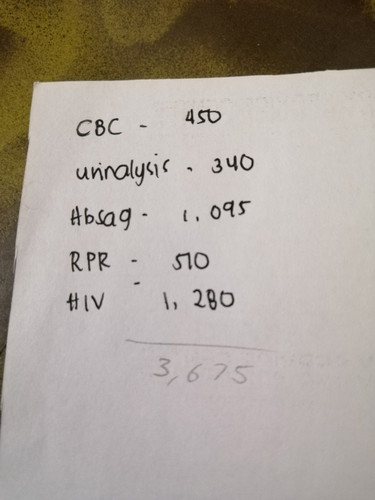 CBC - 450
urinalysis - 340
Hbsag - 1,095
RPR - 510
HIV - 1,280
3,675